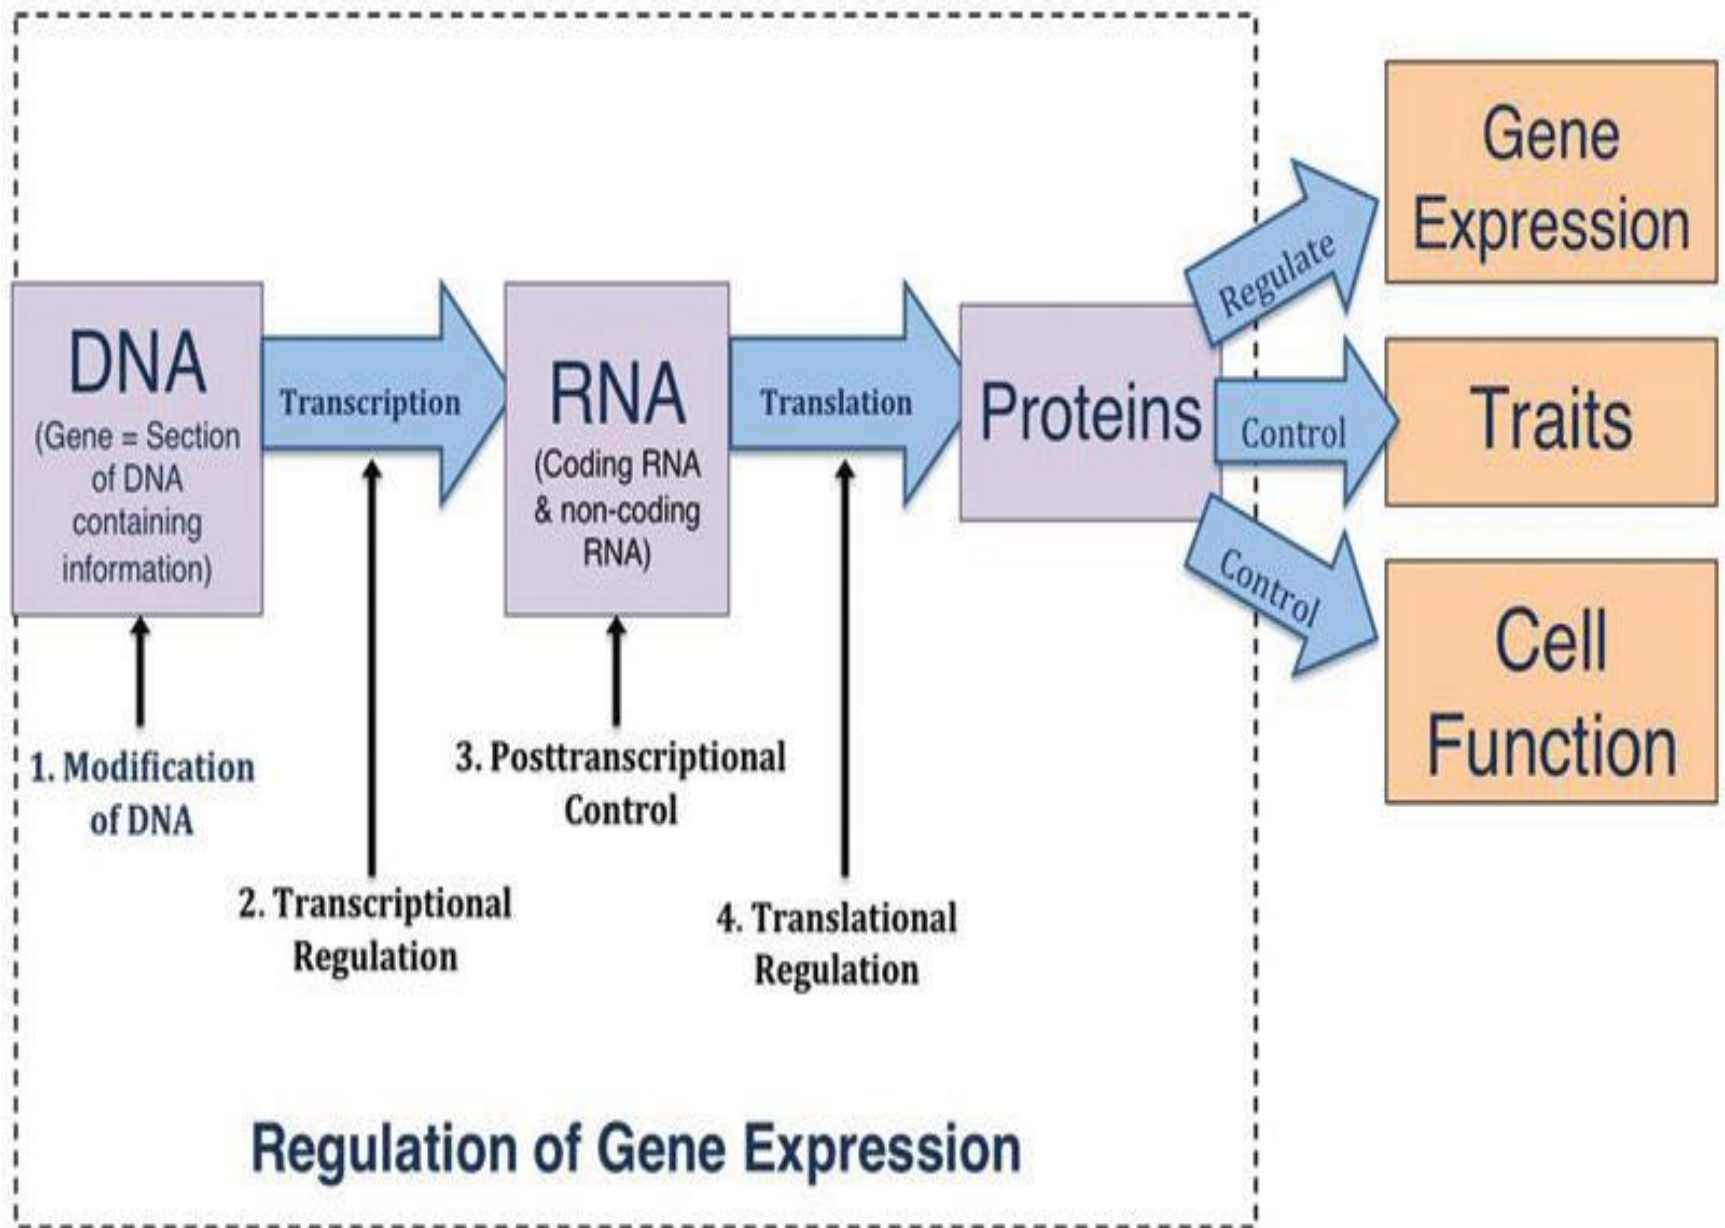 DNA
(Gene = Section
of DNA
containing
information)
Transcription
RNA
(Coding RNA
& non-coding
RNA)
Translation
Proteins
Regulate
Gene
Expression
Control
Traits
Control
Cell
Function
1. Modification
of DNA
2. Transcriptional
Regulation
3. Posttranscriptional
Control
4. Translational
Regulation
Regulation of Gene Expression